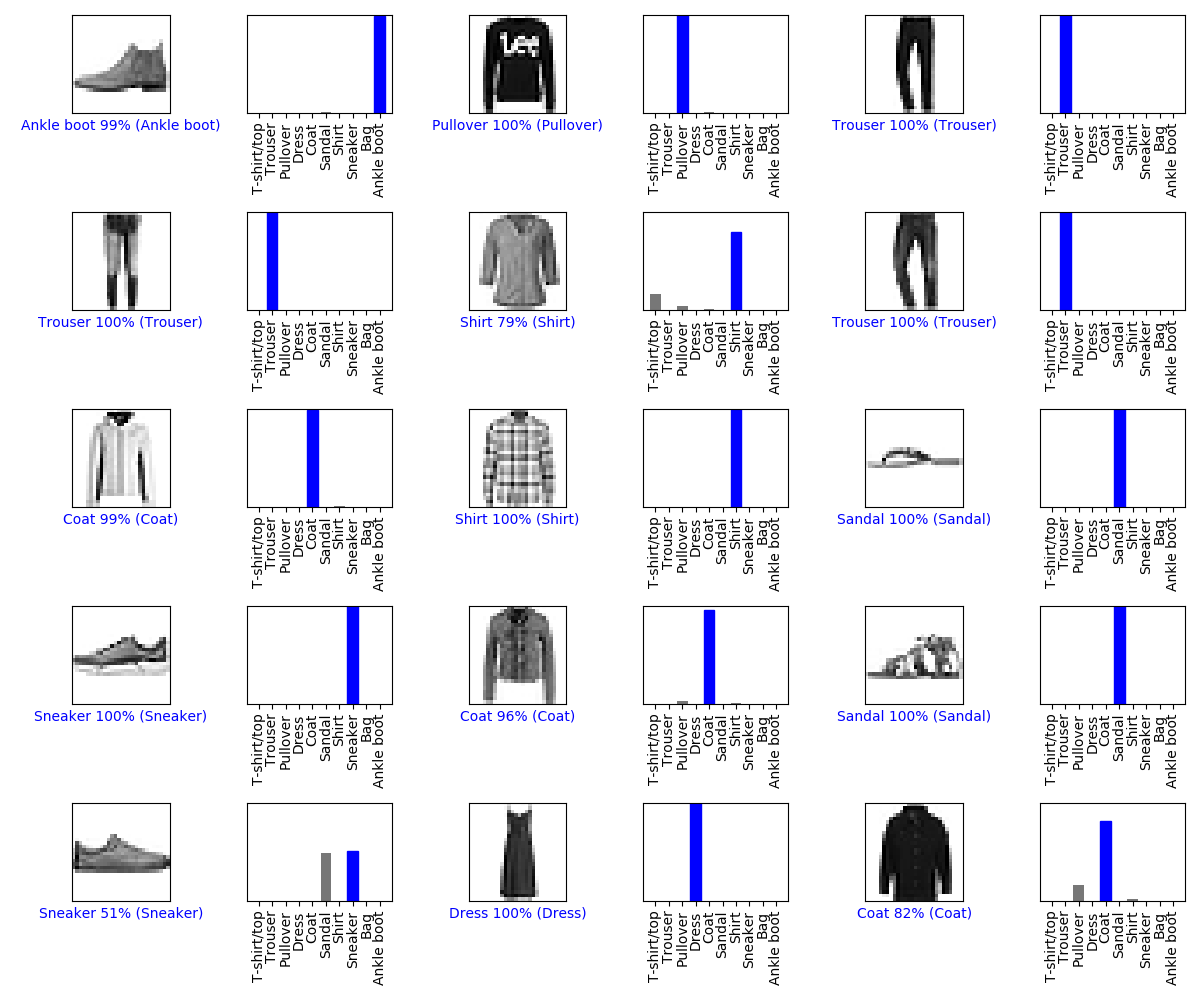 Ankle boot 99% (Ankle boot)
T-shirt/top
Trouser
Pullover
Dress
Coat
Sandal
Shirt
Sneaker
Bag
Ankle boot
Lee
Pullover 100% (Pullover)
T-shirt/top
Trouser
Pullover
Dress
Coat
Sandal
Shirt
Sneaker
Bag
Ankle boot
Trouser 100% (Trouser)
T-shirt/top
Trouser
Pullover
Dress
Coat
Sandal
Shirt
Sneaker
Bag
Ankle boot
Trouser 100% (Trouser)
T-shirt/top
Trouser
Pullover
Dress
Coat
Sandal
Shirt
Sneaker
Bag
Ankle boot
Shirt 79% (Shirt)
T-shirt/top
Trouser
Pullover
Dress
Coat
Sandal
Shirt
Sneaker
Bag
Ankle boot
Trouser 100% (Trouser)
T-shirt/top
Trouser
Pullover
Dress
Coat
Sandal
Shirt
Sneaker
Bag
Ankle boot
Coat 99% (Coat)
T-shirt/top
Trouser
Pullover
Dress
Coat
Sandal
Shirt
Sneaker
Bag
Ankle boot
Shirt 100% (Shirt)
T-shirt/top
Trouser
Pullover
Dress
Coat
Sandal
Shirt
Sneaker
Bag
Ankle boot
Sandal 100% (Sandal)
T-shirt/top
Trouser
Pullover
Dress
Coat
Sandal
Shirt
Sneaker
Bag
Ankle boot
Sneaker 100% (Sneaker)
T-shirt/top
Trouser
Pullover
Dress
Coat
Sandal
Shirt
Sneaker
Bag
Ankle boot
Coat 96% (Coat)
T-shirt/top
Trouser
Pullover
Dress
Coat
Sandal
Shirt
Sneaker
Bag
Ankle boot
Sandal 100% (Sandal)
T-shirt/top
Trouser
Pullover
Dress
Coat
Sandal
Shirt
Sneaker
Bag
Ankle boot
Sneaker 51% (Sneaker)
T-shirt/top
Trouser
Pullover
Dress
Coat
Sandal
Shirt
Sneaker
Bag
Ankle boot
Dress 100% (Dress)
T-shirt/top
Trouser
Pullover
Dress
Coat
Sandal
Shirt
Sneaker
Bag
Ankle boot
Coat 82% (Coat)
T-shirt/top
Trouser
Pullover
Dress
Coat
Sandal
Shirt
Sneaker
Bag
Ankle boot